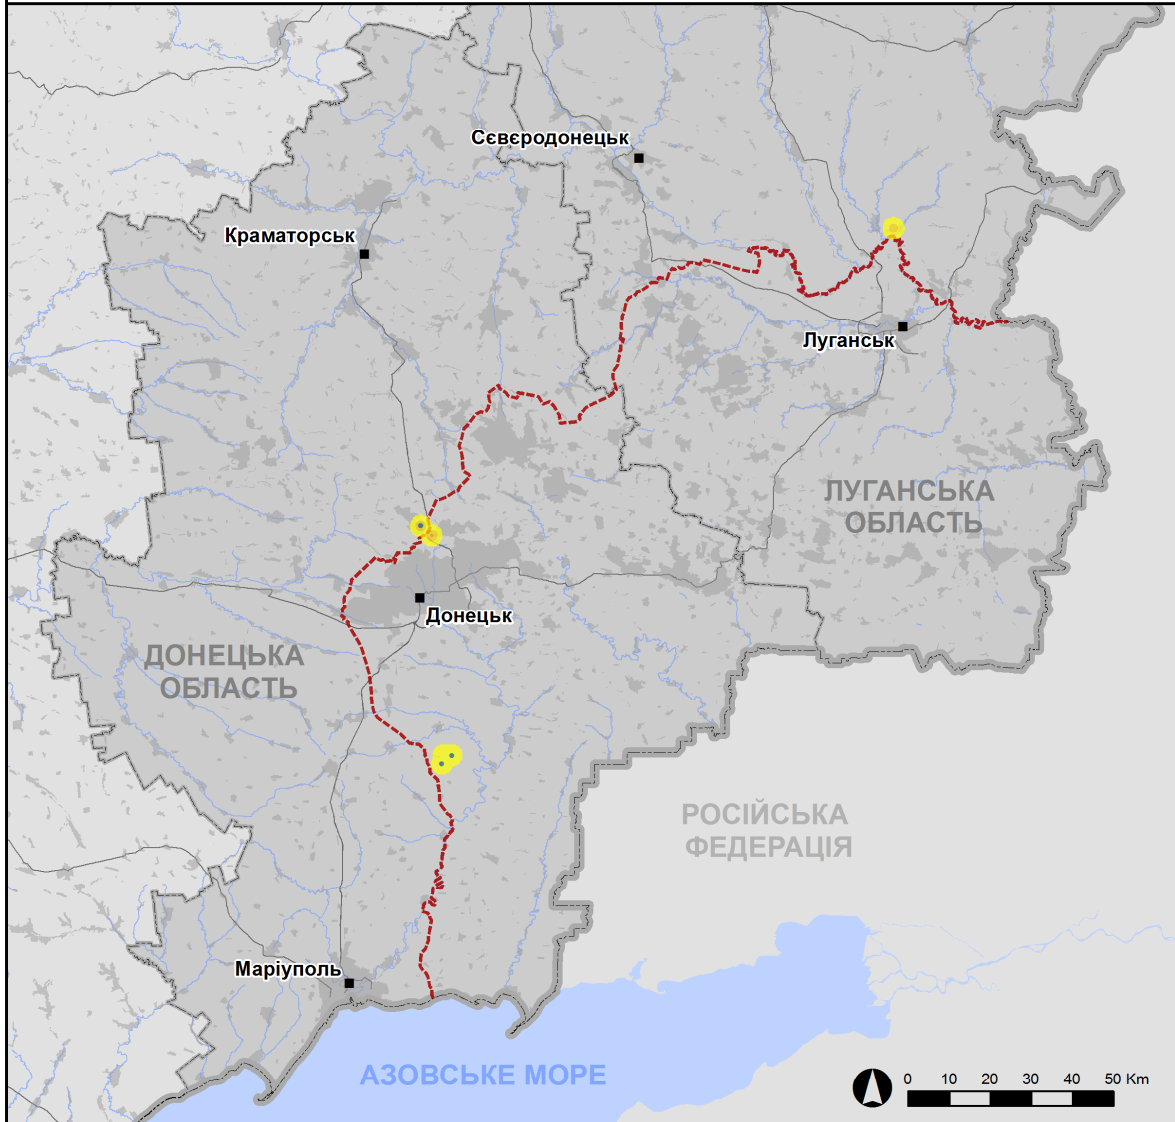 Сєвєродонецьк
Краматорськ
Луганськ
ЛУГАНСЬКА
ОБЛАСТЬ
Донецьк
ДОНЕЦЬКА
ОБЛАСТЬ
РОСІЙСЬКА
ФЕДЕРАЦІЯ
Маріуполь
АЗОВСЬКЕ МОРЕ
0 10 20 30 40 50 Km